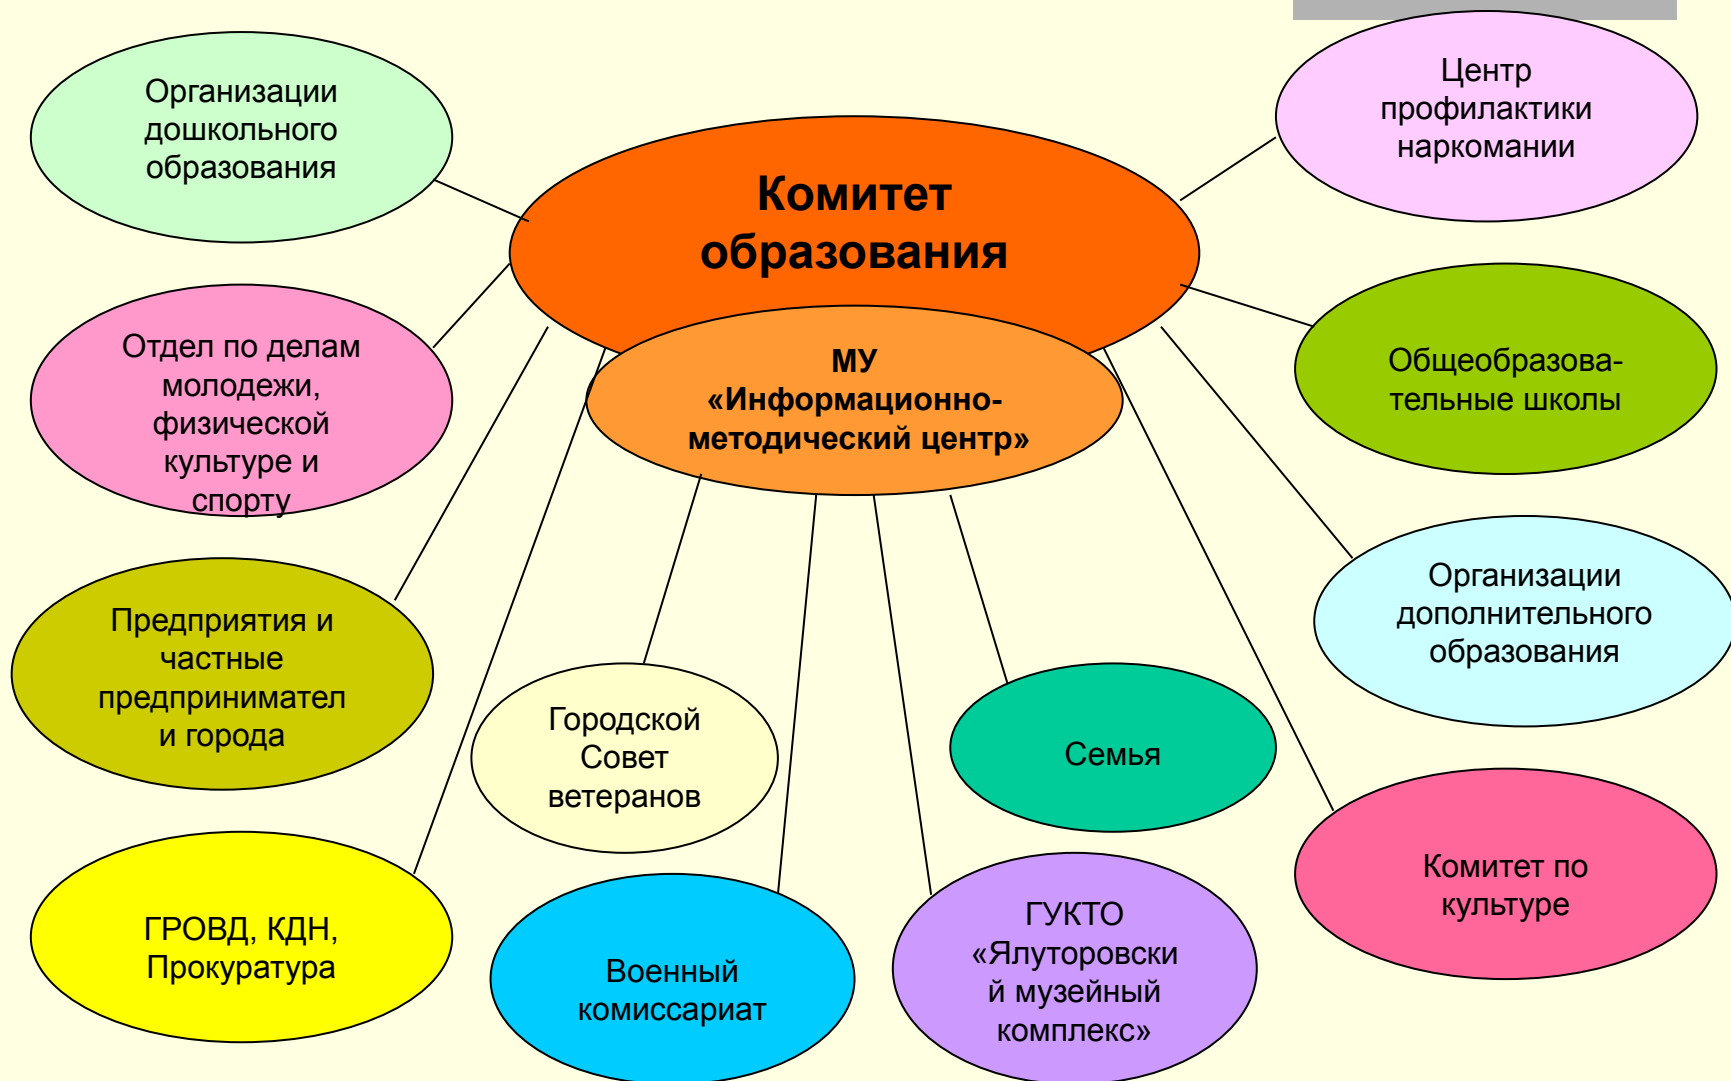 Организации
дошкольного
образования
Центр
профилактики
наркомании
Комитет
образования
Отдел по делам
молодежи,
физической
культуре и
спорту
МУ
«Информационно-
методический центр»
Общеобразова-
тельные школы
Предприятия и
частные
предпринимател
и города
Организации
дополнительного
образования
Городской
Совет
ветеранов
Семья
ГРОВД, КДН,
Прокуратура
Военный
комиссариат
ГУКТО
«Ялуторовски
й музейный
комплекс»
Комитет по
культуре